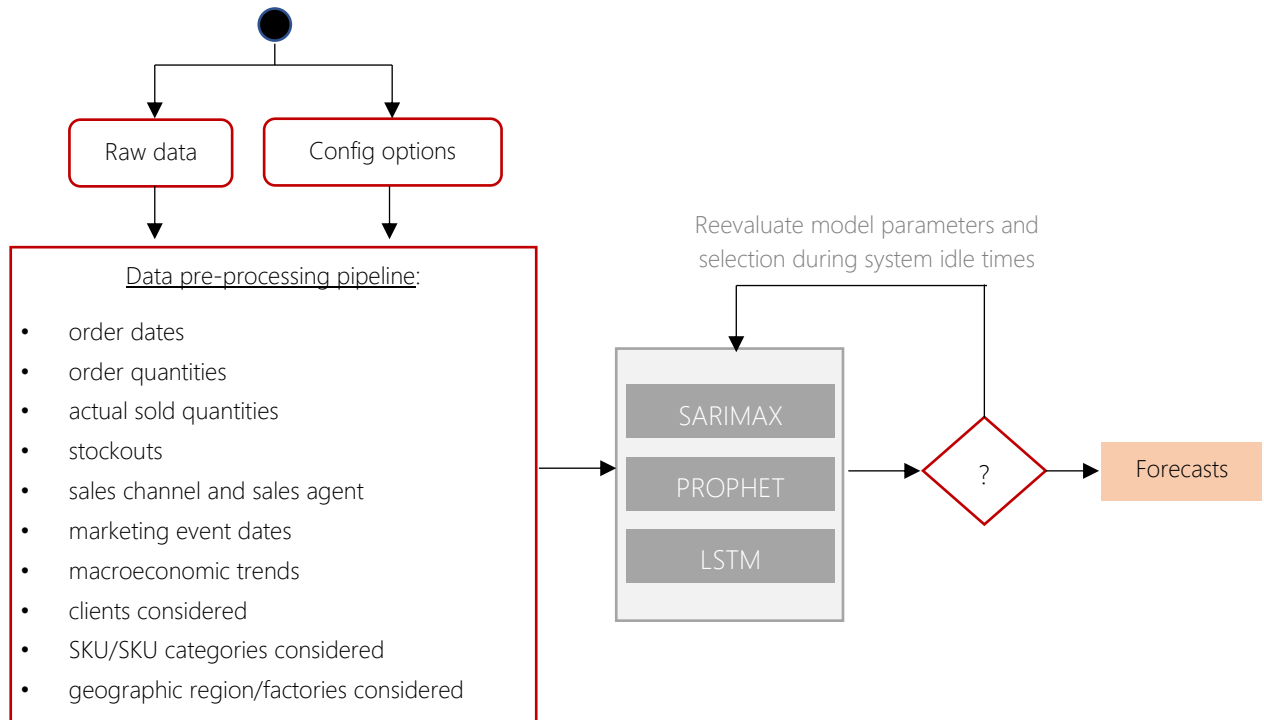 Raw data
Config options
Data pre-processing pipeline:
• order dates
• order quantities
• actual sold quantities
• stockouts
• sales channel and sales agent
• marketing event dates
• macroeconomic trends
• clients considered
• SKU/SKU categories considered
• geographic region/factories considered
Reevaluate model parameters and
selection during system idle times
SARIMAX
PROPHET
LSTM
?
Forecasts